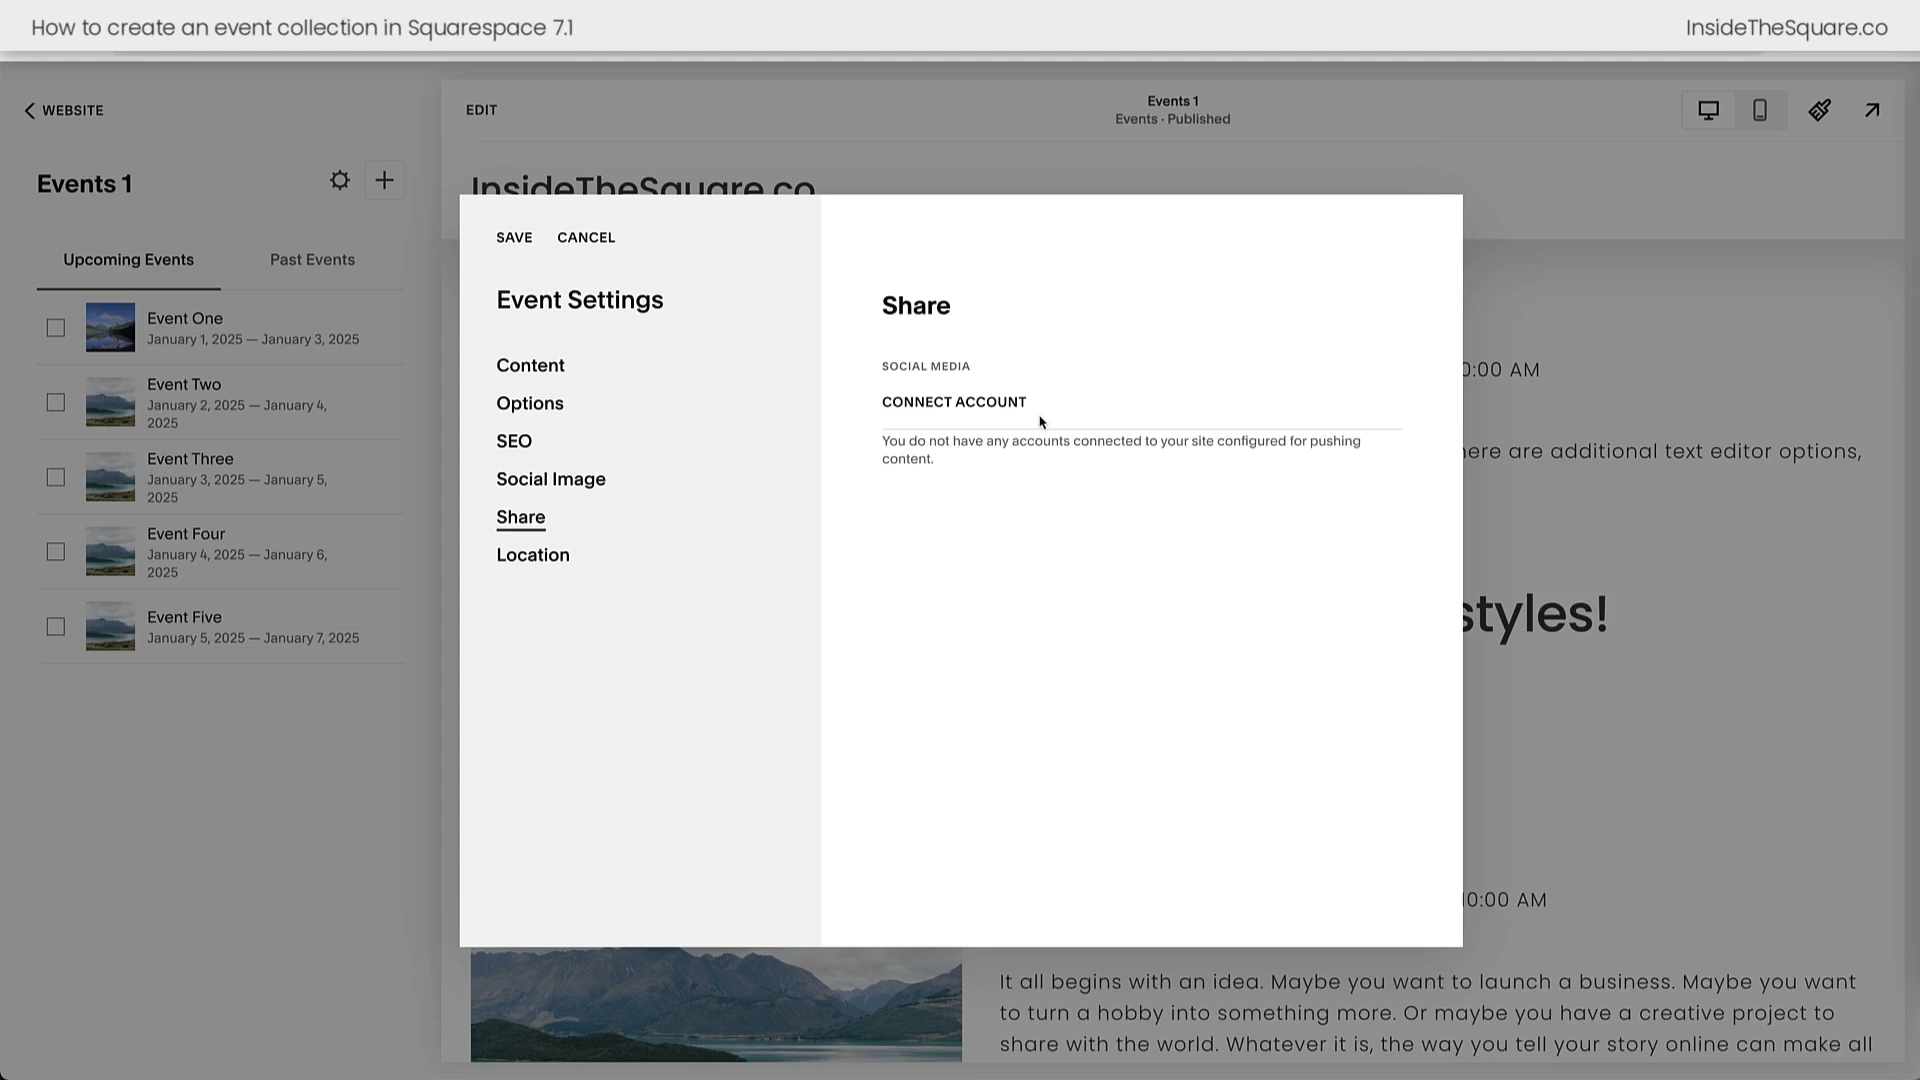 How to create an event collection in Squarespace 7.1
InsideTheSquare.co
WEBSITE
EDIT
Events 1
Events · Published
Events 1
Upcoming Events
Past Events
Event One
January 1, 2025 — January 3, 2025
Event Two
January 2, 2025 — January 4,
2025
Event Three
January 3, 2025 — January 5,
2025
Event Four
January 4, 2025 — January 6,
2025
Event Five
January 5, 2025 — January 7, 2025
InsideTheSquare.co
SAVE
CANCEL
Event Settings
Content
Options
SEO
Social Image
Share
Location
Share
SOCIAL MEDIA
CONNECT ACCOUNT
You do not have any accounts connected to your site configured for pushing
content.
0:00 AM
here are additional text editor options,
styles!
10:00 AM
It all begins with an idea. Maybe you want to launch a business. Maybe you want
to turn a hobby into something more. Or maybe you have a creative project to
share with the world. Whatever it is, the way you tell your story online can make all